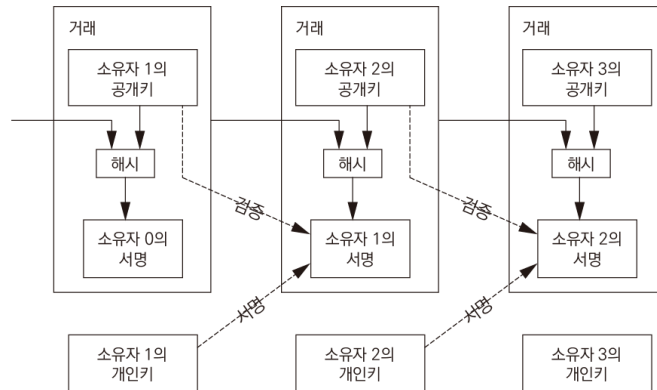 거래
소유자 1의
공개키
해시
소유자 0의
서명
거래
소유자 2의
공개키
해시
검증
소유자 1의
서명
거래
소유자 3의
공개키
해시
검증
소유자 2의
서명
서명
서명
소유자 1의
개인키
소유자 2의
개인키
소유자 3의
개인키